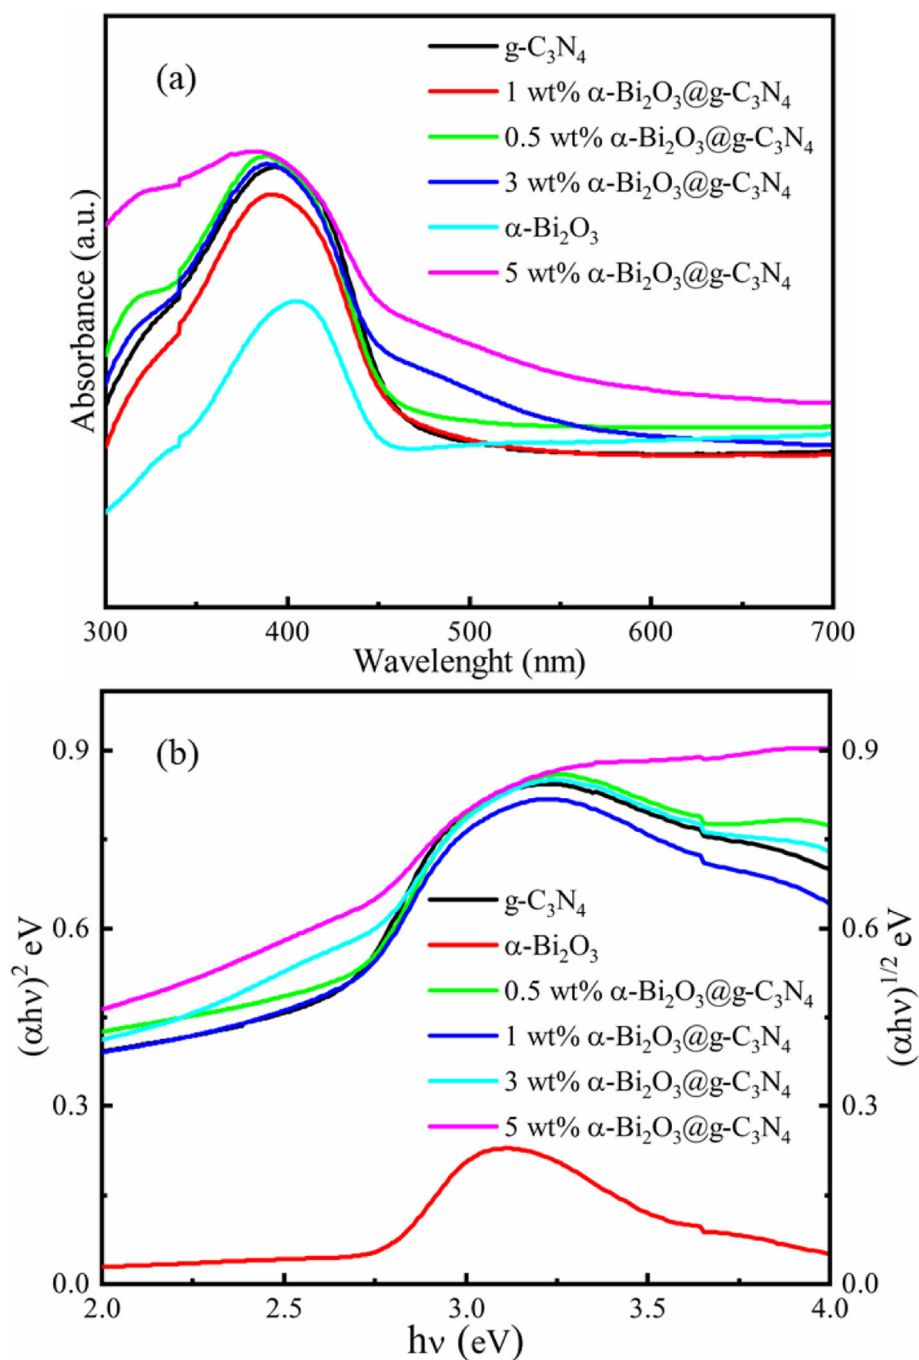 (a)
g-C₃N₄
1 wt% α-Bi₂O₃@g-C₃N₄
0.5 wt% α-Bi₂O₃@g-C₃N₄
3 wt% α-Bi₂O₃@g-C₃N₄
α-Bi₂O₃
5 wt% α-Bi₂O₃@g-C₃N₄
Absorbance (a.u.)
300 400 500 600 700
Wavelenght (nm)
(b)
0.9 0.9
0.6 0.6
0.3 0.3
0.0 0.0
g-C₃N₄
α-Bi₂O₃
0.5 wt% α-Bi₂O₃@g-C₃N₄
1 wt% α-Bi₂O₃@g-C₃N₄
3 wt% α-Bi₂O₃@g-C₃N₄
5 wt% α-Bi₂O₃@g-C₃N₄
(αhν)² eV
(αhν)¹/² eV
2.0 2.5 3.0 3.5 4.0
hν (eV)